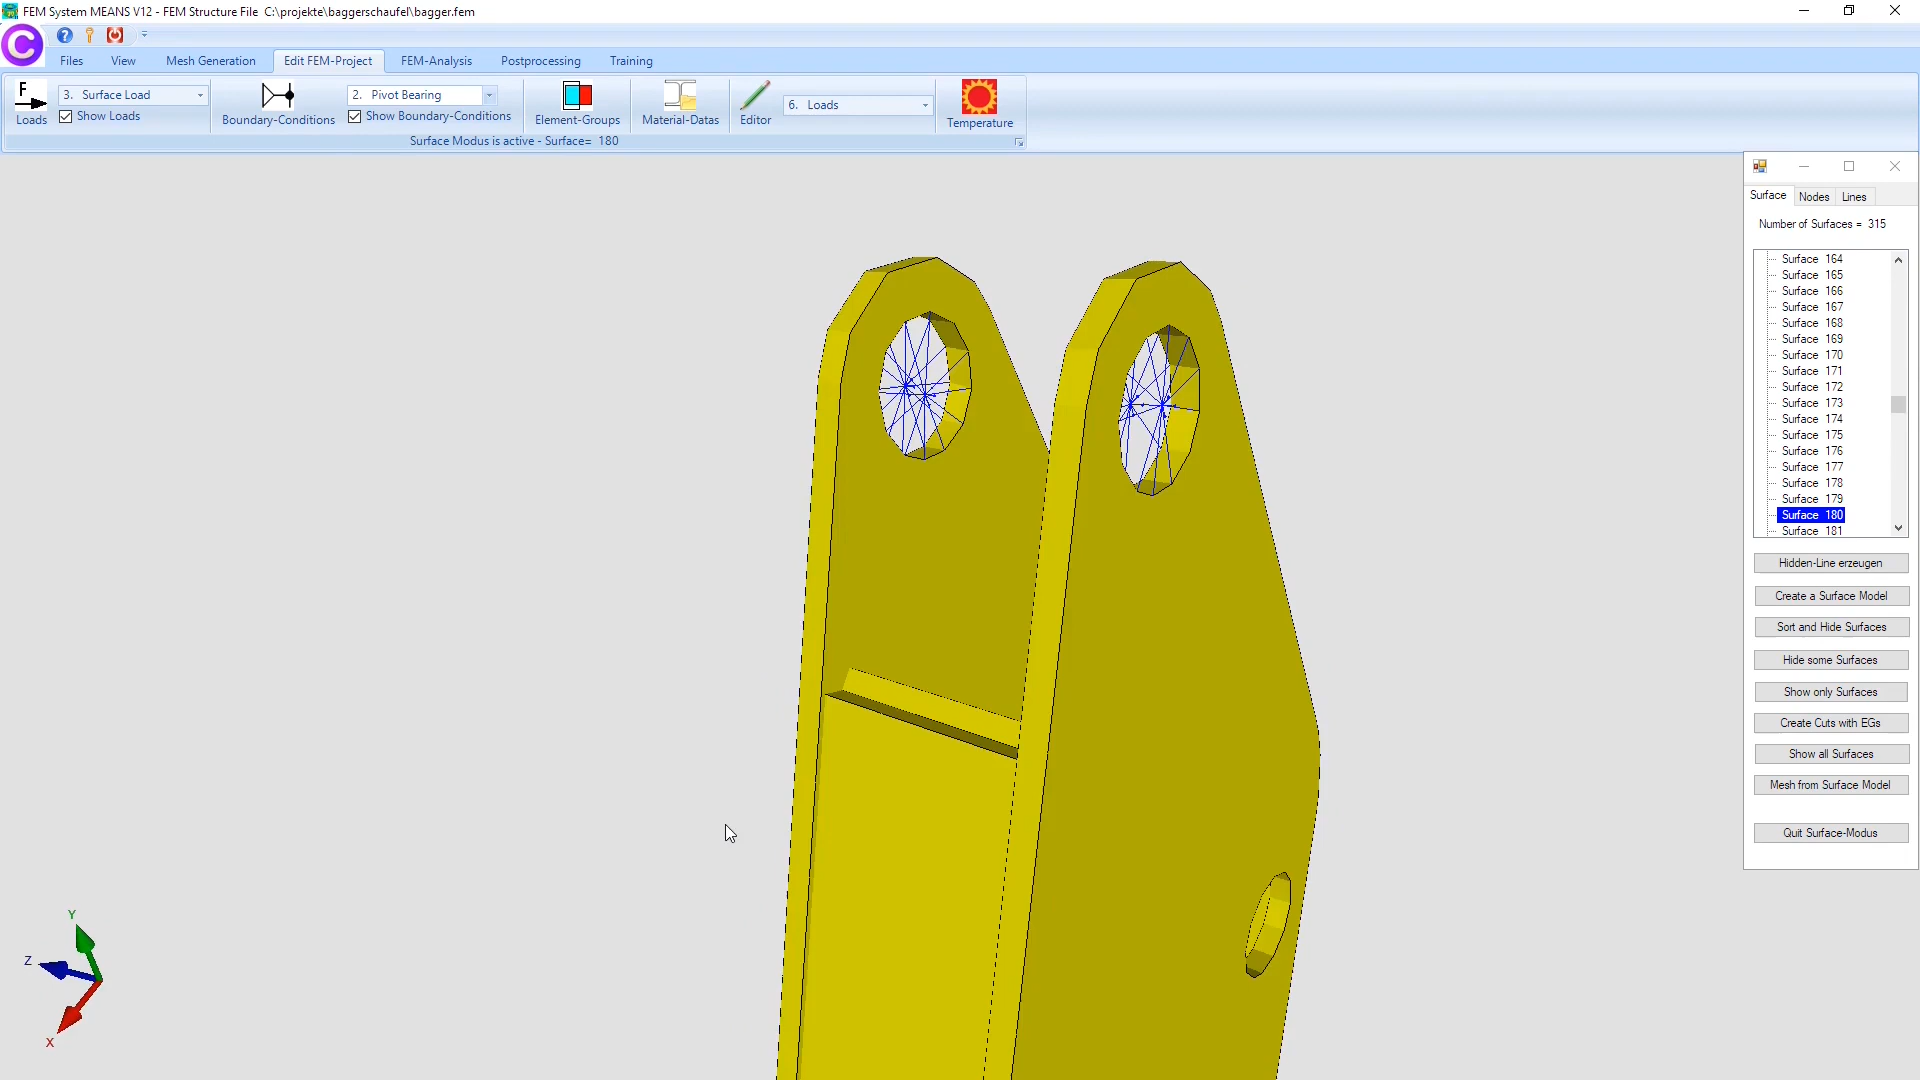 FEM System MEANS V12 - FEM Structure File  C:\projekte\baggerschaufel\bagger.fem
C
Files
View
Mesh Generation
Edit FEM-Project
FEM-Analysis
Postprocessing
Training
F
Loads
3. Surface Load
Show Loads
Boundary-Conditions
2. Pivot Bearing
Show Boundary-Conditions
Element-Groups
Material-Datas
Editor
6. Loads
Temperature
Surface Modus is active - Surface= 180
Surface
Nodes
Lines
Number of Surfaces = 315
Surface 164
Surface 165
Surface 166
Surface 167
Surface 168
Surface 169
Surface 170
Surface 171
Surface 172
Surface 173
Surface 174
Surface 175
Surface 176
Surface 177
Surface 178
Surface 179
Surface 180
Surface 181
Hidden-Line erzeugen
Create a Surface Model
Sort and Hide Surfaces
Hide some Surfaces
Show only Surfaces
Create Cuts with EGs
Show all Surfaces
Mesh from Surface Model
Quit Surface-Modus
Y
Z
X